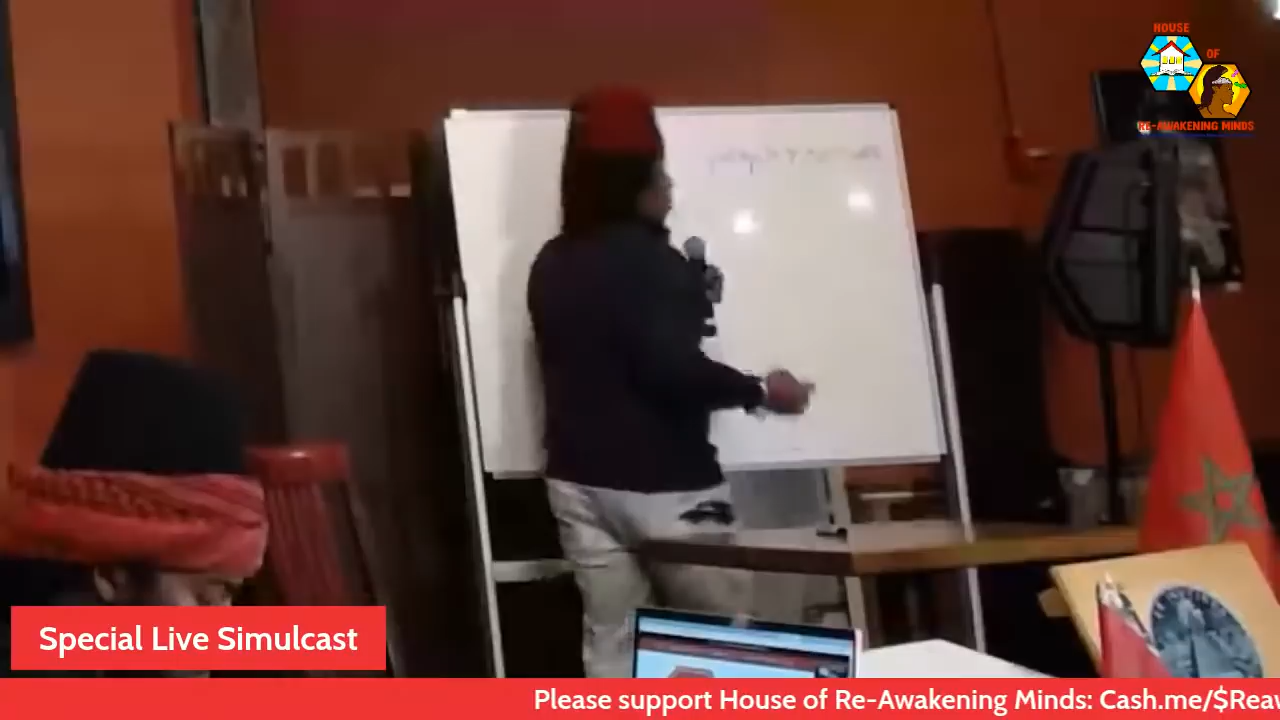 HOUSE
OF
RE-AWAKENING MINDS
Special Live Simulcast
Please support House of Re-Awakening Minds: Cash.me/$Reav